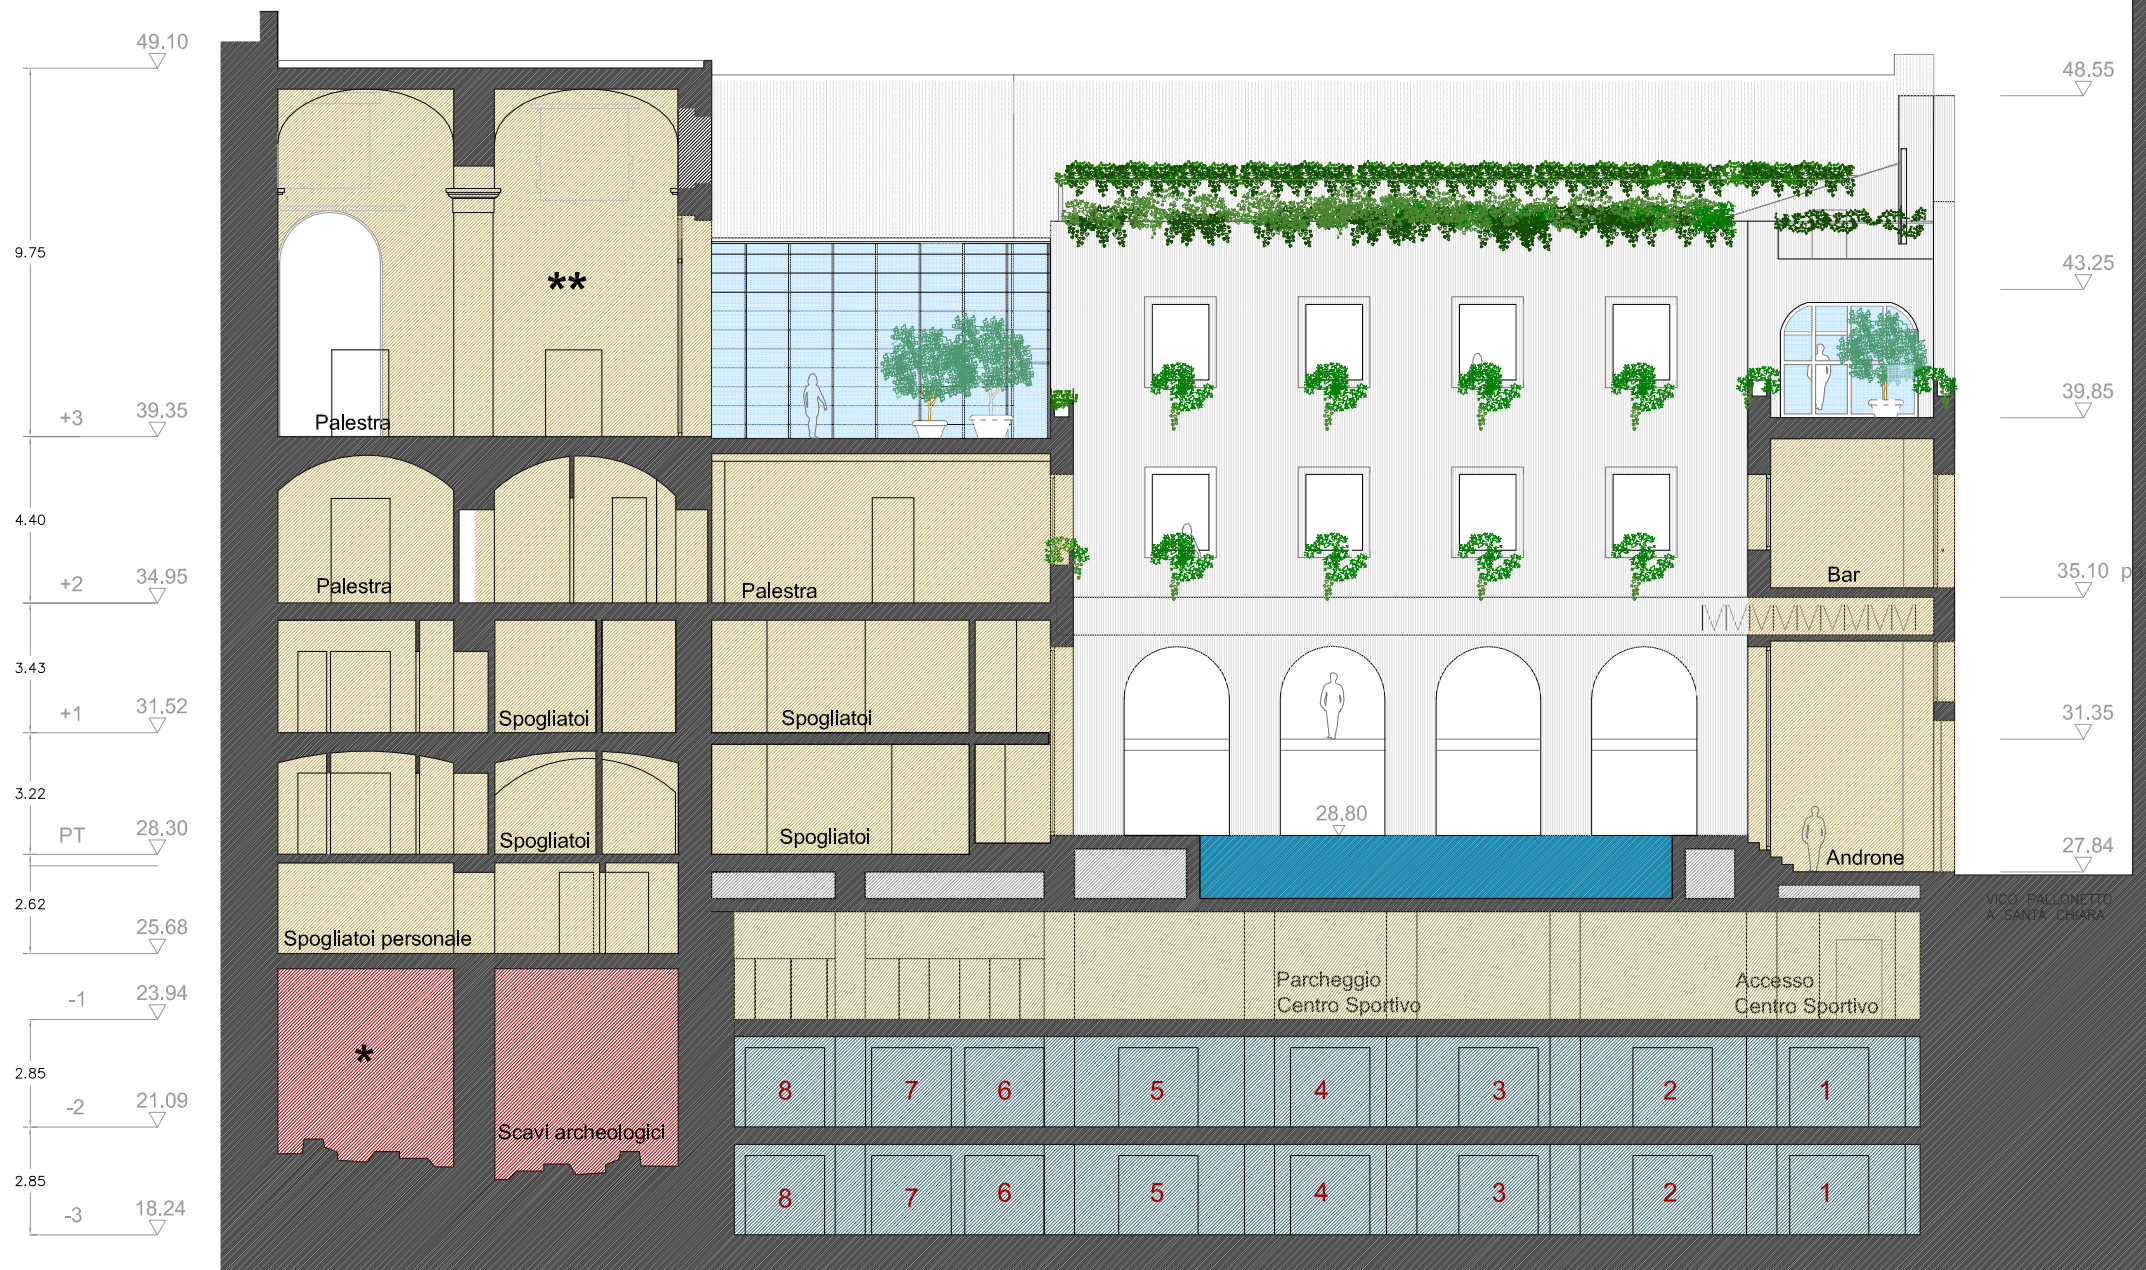 49.10
48.55
9.75
**
43.25
+3
39.35
39.85
Palestra
4.40
+2
34.95
35.10
Palestra
Palestra
Bar
3.43
+1
31.52
31.35
Spogliatoi
Spogliatoi
3.22
PT
28.30
28.80
27.84
Spogliatoi
Spogliatoi
Androne
2.62
25.68
Spogliatoi personale
VICO PALLONETTO
A SANTA CHIARA
-1
23.94
Parcheggio
Centro Sportivo
Accesso
Centro Sportivo
*
2.85
-2
21.09
8 7 6 5 4 3 2 1
Scavi archeologici
2.85
-3
18.24
8 7 6 5 4 3 2 1